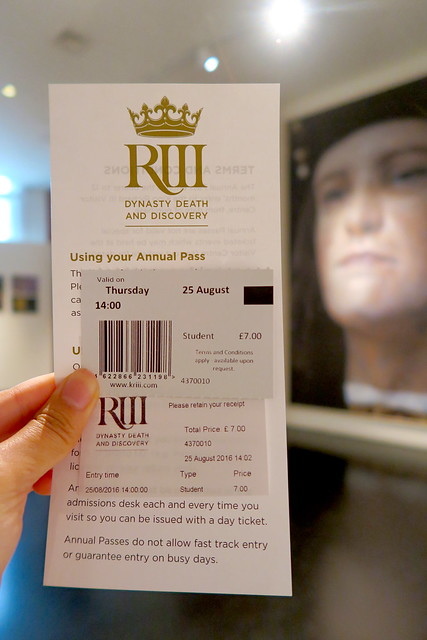 RIII
DYNASTY DEATH
AND DISCOVERY
Using your Annual Pass
Valid on
Thursday 25 August
14:00
Student £7.00
Terms and Conditions
apply - available upon
request.
622866 231198 >
www.kriii.com
4370010
RIII
DYNASTY DEATH
AND DISCOVERY
Please retain your receipt
Total Price £ 7.00
4370010
25 August 2016 14:02
Entry time Type Price
25/08/2016 14:00:00 Student 7.00
admissions desk each and every time you
visit so you can be issued with a day ticket.
Annual Passes do not allow fast track entry
or guarantee entry on busy days.